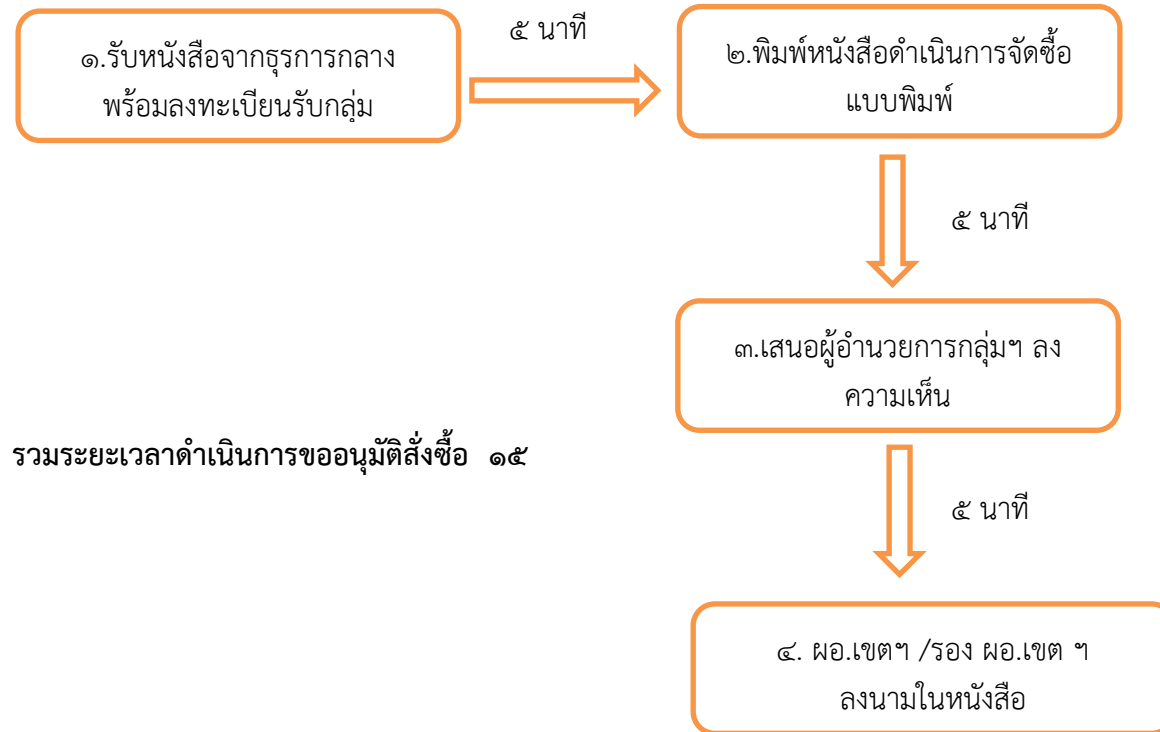 ๑.รับหนังสือจากธุรการกลาง
พร้อมลงทะเบียนรับกลุ่ม
๕ นาที
๒.พิมพ์หนังสือดำเนินการจัดซื้อ
แบบพิมพ์
๕ นาที
๓.เสนอผู้อำนวยการกลุ่มฯ ลง
ความเห็น
รวมระยะเวลาดำเนินการขออนุมัติสั่งซื้อ ๑๕
๕ นาที
๔. ผอ.เขตฯ /รอง ผอ.เขต ฯ
ลงนามในหนังสือ